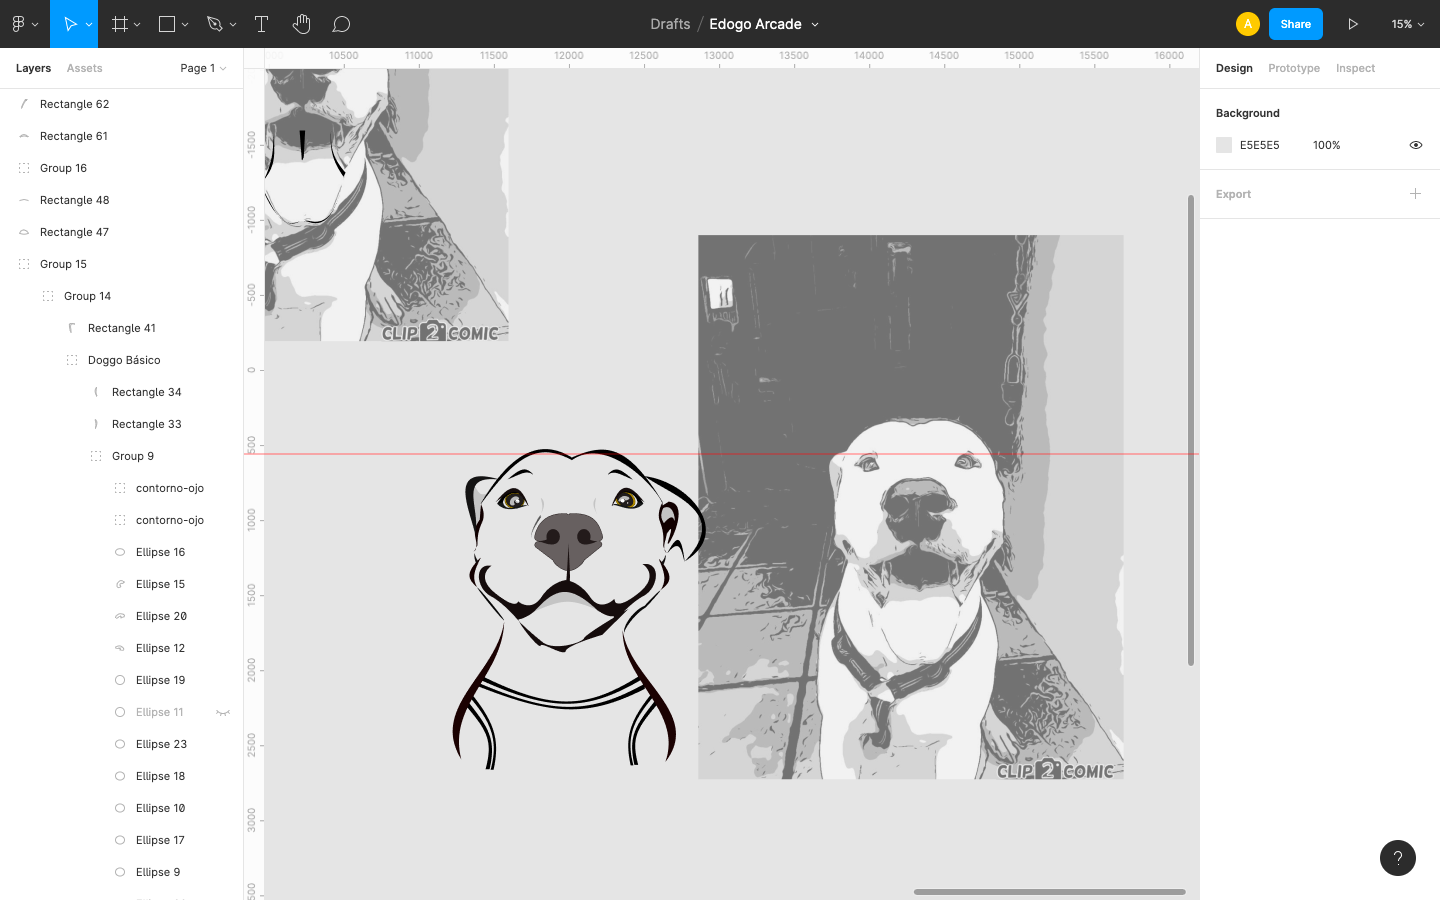 Drafts / Edogo Arcade
A
Share
15%
Layers
Assets
Page 1
Rectangle 62
Rectangle 61
Group 16
Rectangle 48
Rectangle 47
Group 15
Group 14
Rectangle 41
Doggo Básico
Rectangle 34
Rectangle 33
Group 9
contorno-ojo
contorno-ojo
Ellipse 16
Ellipse 15
Ellipse 20
Ellipse 12
Ellipse 19
Ellipse 11
Ellipse 23
Ellipse 18
Ellipse 10
Ellipse 17
Ellipse 9
10500 11000 11500 12000 12500 13000 13500 14000 14500 15000 15500 16000
-1500
-1000
-500
0
500
1000
1500
2000
2500
3000
CLIP 2 COMIC
CLIP 2 COMIC
Design
Prototype
Inspect
Background
E5E5E5
100%
Export
?